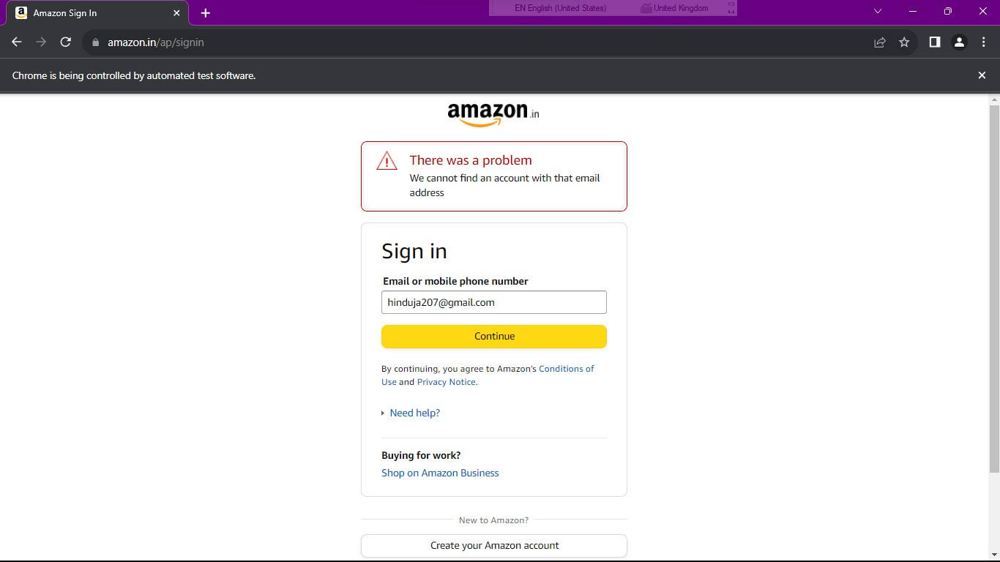 Amazon Sign In
EN English (United States) United Kingdom
amazon.in/ap/signin
Chrome is being controlled by automated test software.
amazon.in
There was a problem
We cannot find an account with that email
address
Sign in
Email or mobile phone number
hinduja207@gmail.com
Continue
By continuing, you agree to Amazon's Conditions of
Use and Privacy Notice.
Need help?
Buying for work?
Shop on Amazon Business
New to Amazon?
Create your Amazon account